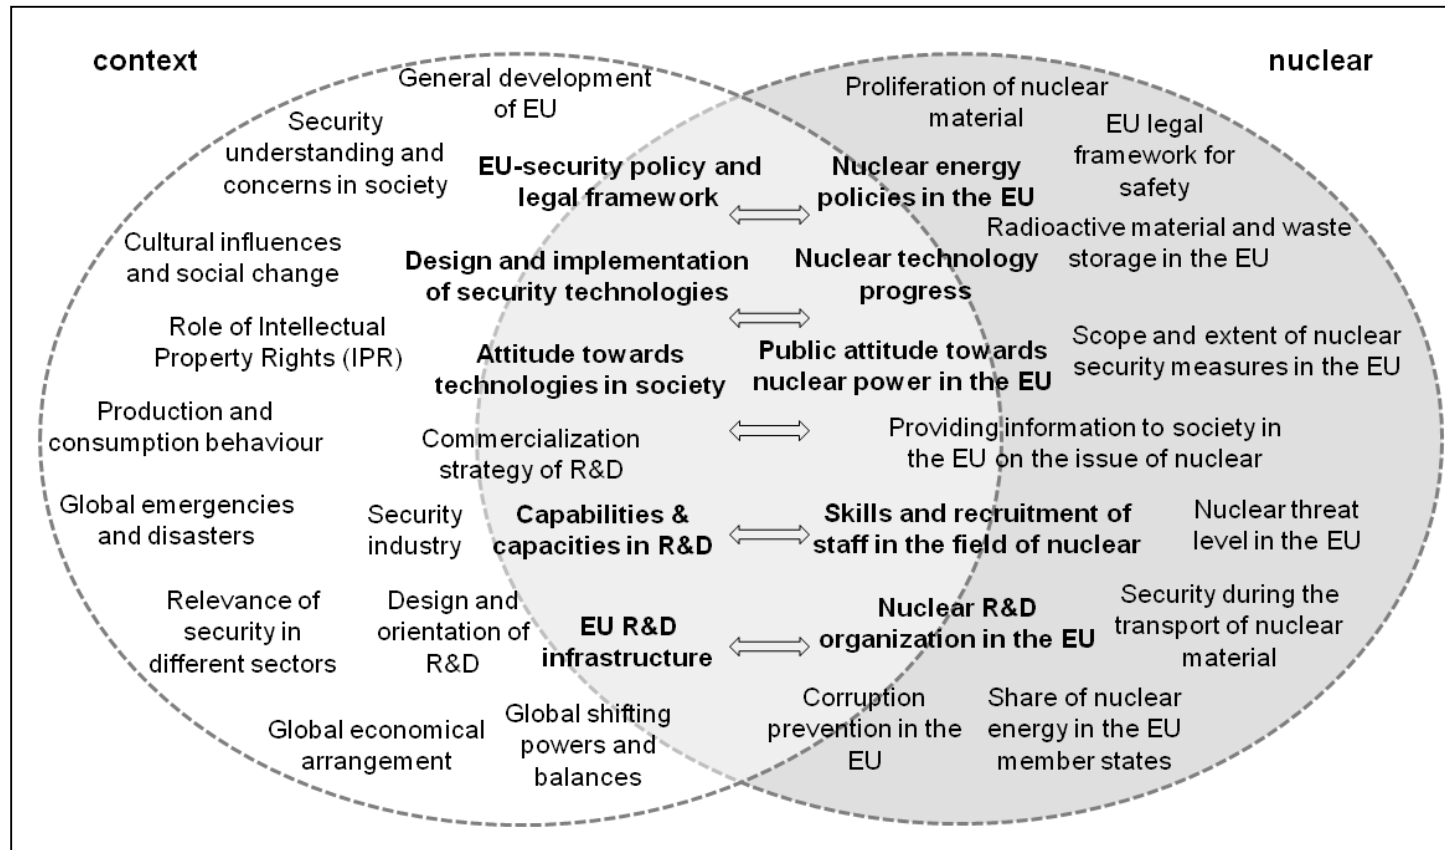 context
nuclear
General development
of EU
Security
understanding and
concerns in society
EU-security policy and
legal framework
Cultural influences
and social change
Design and implementation
of security technologies
Role of Intellectual
Property Rights (IPR)
Attitude towards
technologies in society
Production and
consumption behaviour
Commercialization
strategy of R&D
Global emergencies
and disasters
Security
industry
Capabilities &
capacities in R&D
Relevance of
security in
different sectors
Design and
orientation of
R&D
EU R&D
infrastructure
Global economical
arrangement
Global shifting
powers and
balances
Proliferation of nuclear
material
EU legal
framework for
safety
Nuclear energy
policies in the EU
Radioactive material and waste
storage in the EU
Nuclear technology
progress
Scope and extent of nuclear
security measures in the EU
Public attitude towards
nuclear power in the EU
Providing information to society in
the EU on the issue of nuclear
Skills and recruitment of
staff in the field of nuclear
Nuclear threat
level in the EU
Nuclear R&D
organization in the EU
Security during the
transport of nuclear
material
Corruption
prevention in the
EU
Share of nuclear
energy in the EU
member states